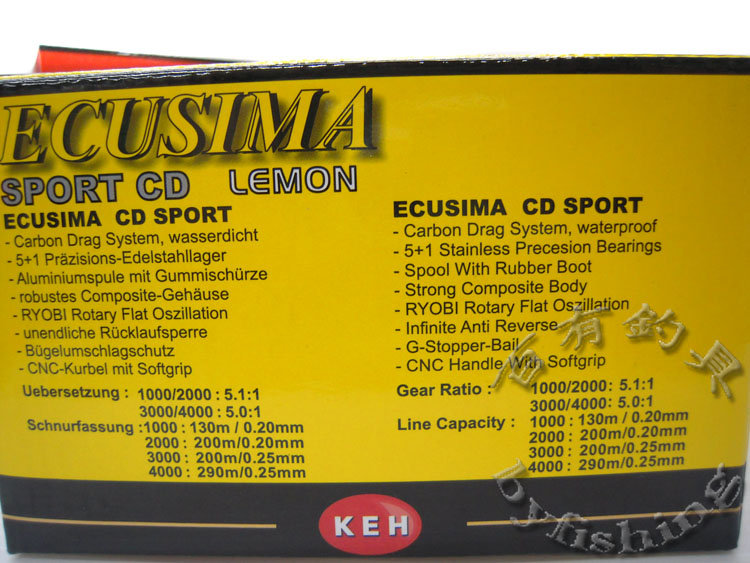 ECUSIMA
SPORT CD LEMON
ECUSIMA CD SPORT
- Carbon Drag System, wasserdicht
- 5+1 Präzisions-Edelstahllager
- Aluminiumspule mit Gummischürze
- robustes Composite-Gehäuse
- RYOBI Rotary Flat Oszillation
- unendliche Rücklaufsperre
- Bügelumschlagschutz
- CNC-Kurbel mit Softgrip
Uebersetzung : 1000/2000 : 5.1:1
3000/4000 : 5.0:1
Schnurfassung : 1000 : 130m / 0.20mm
2000 : 200m/0.20mm
3000 : 200m/0.25mm
4000 : 290m/0.25mm
ECUSIMA CD SPORT
- Carbon Drag System, waterproof
- 5+1 Stainless Precesion Bearings
- Spool With Rubber Boot
- Strong Composite Body
- RYOBI Rotary Flat Oszillation
- Infinite Anti Reverse
- G-Stopper-Bail
- CNC Handle With Softgrip
Gear Ratio : 1000/2000: 5.1:1
3000/4000: 5.0:1
Line Capacity : 1000 : 130m / 0.20mm
2000 : 200m/0.20mm
3000 : 200m/0.25mm
4000 : 290m/0.25mm
KEH
有釣具
byfishing